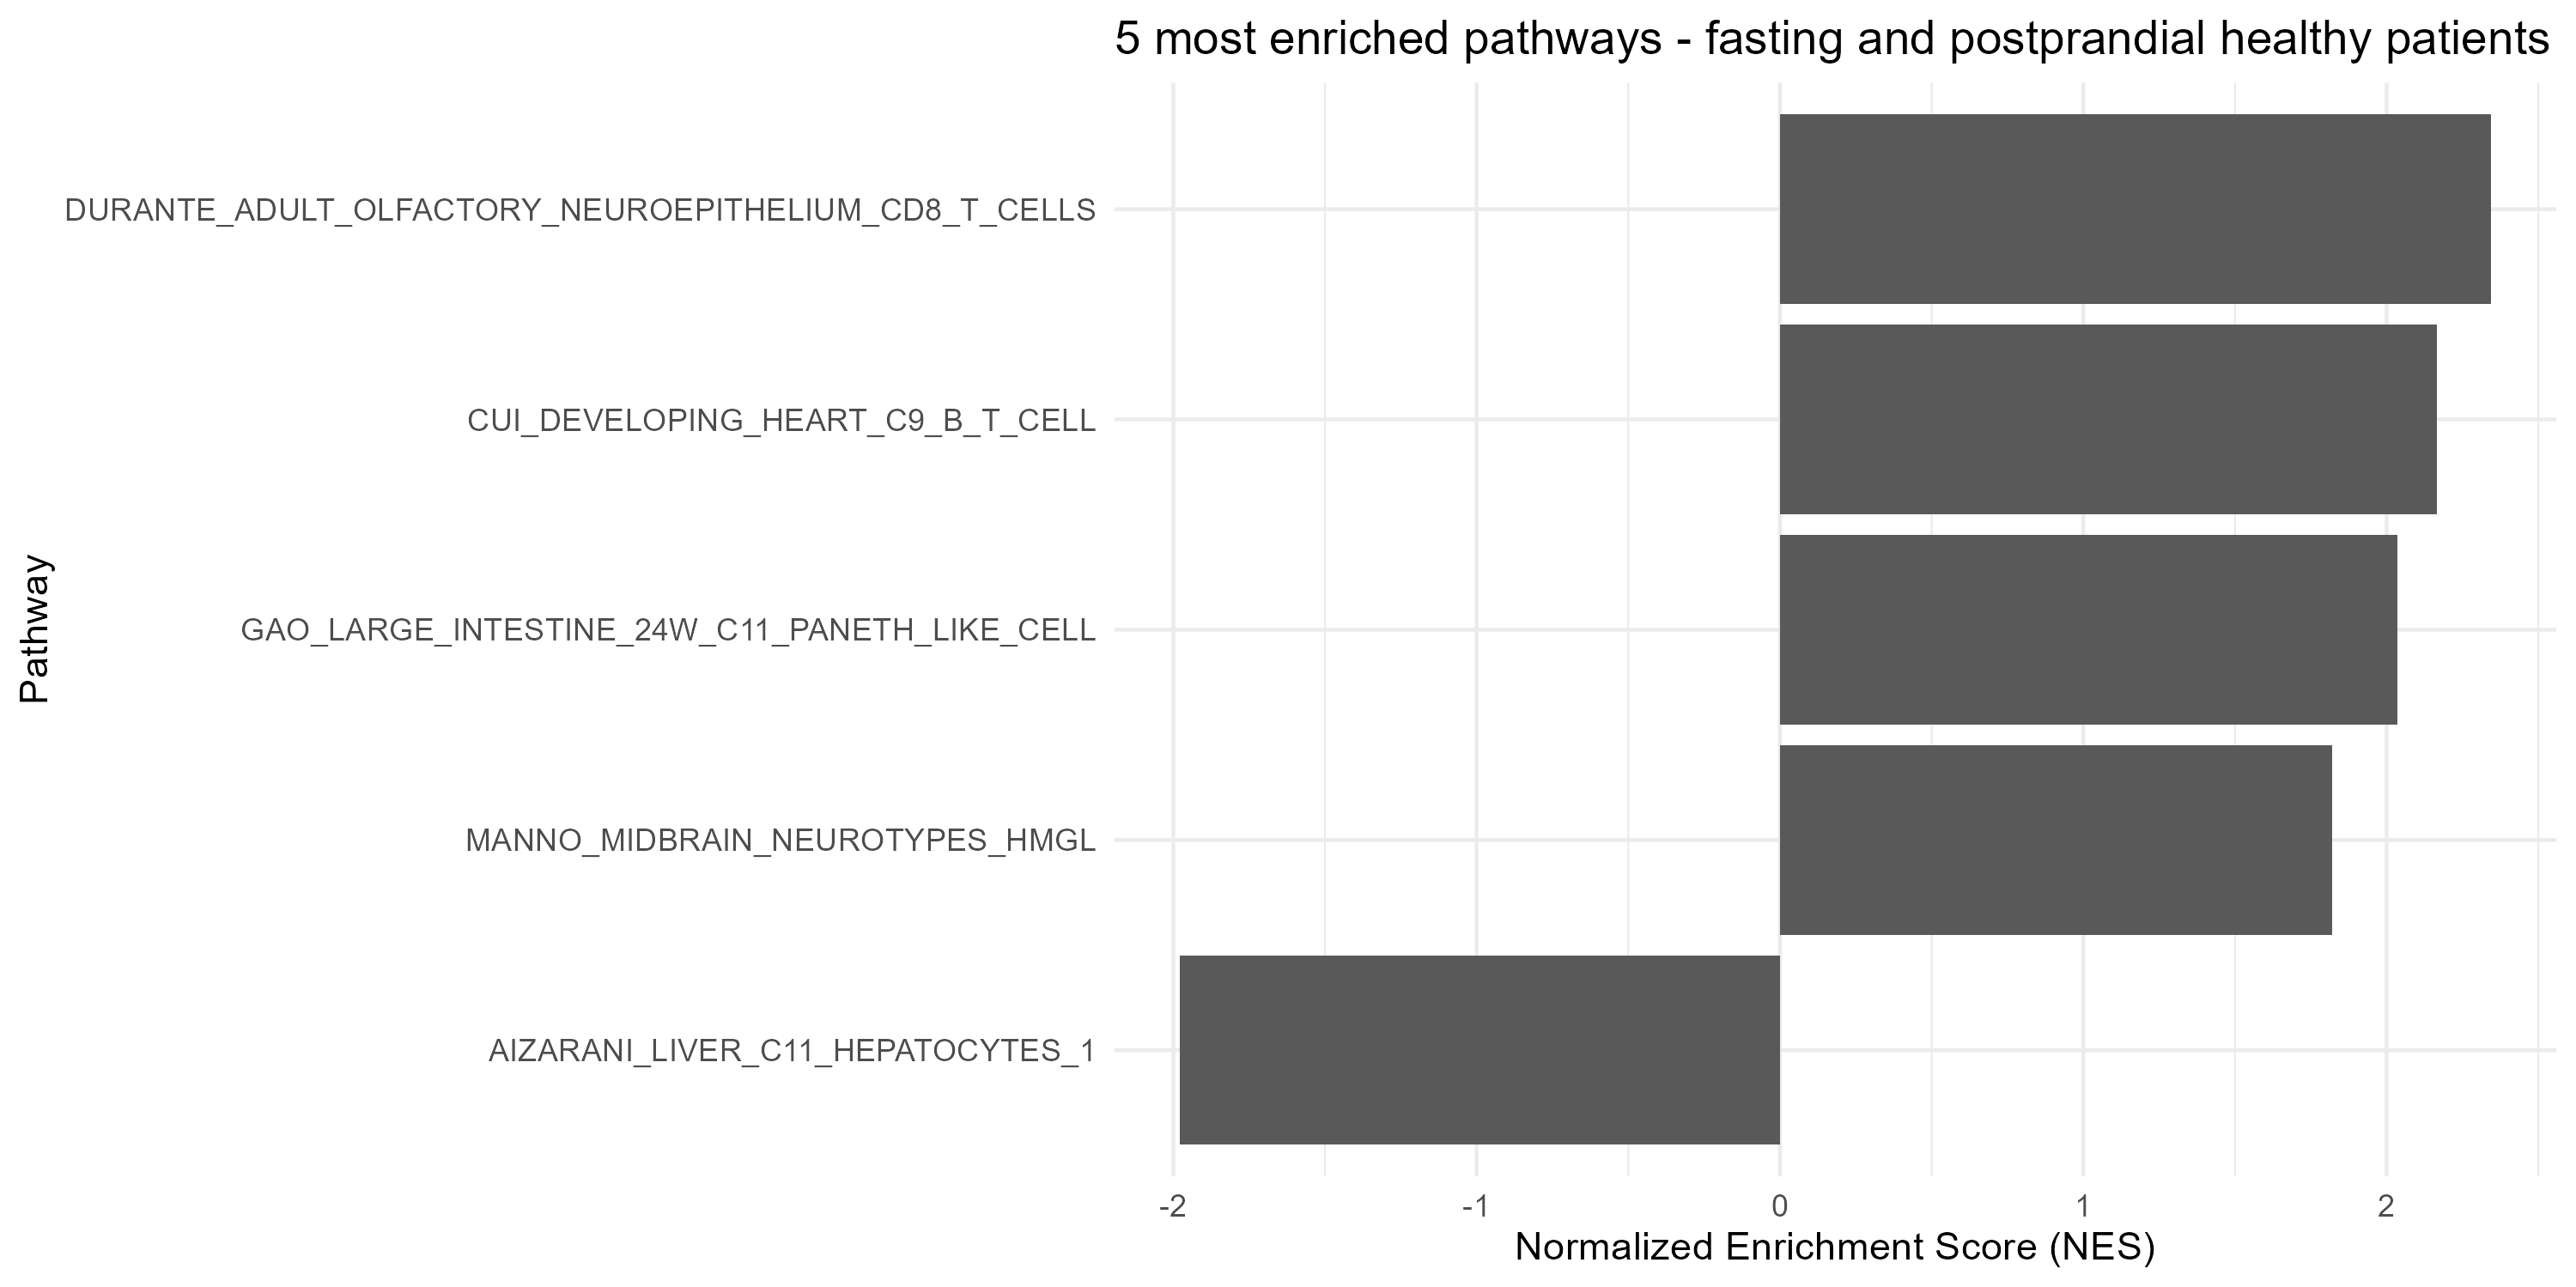 5 most enriched pathways - fasting and postprandial healthy patients
DURANTE_ADULT_OLFACTORY_NEUROEPITHELIUM_CD8_T_CELLS
CUI_DEVELOPING_HEART_C9_B_T_CELL
GAO_LARGE_INTESTINE_24W_C11_PANETH_LIKE_CELL
MANNO_MIDBRAIN_NEUROTYPES_HMGL
AIZARANI_LIVER_C11_HEPATOCYTES_1
Pathway
-2 -1 0 1 2
Normalized Enrichment Score (NES)